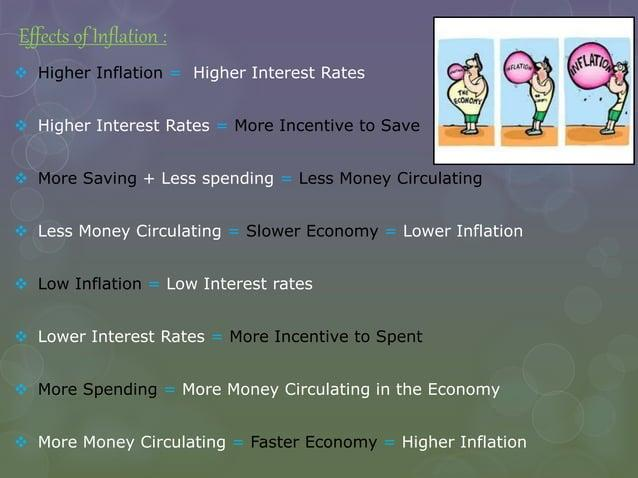 Effects of Inflation :
❖ Higher Inflation = Higher Interest Rates
❖ Higher Interest Rates = More Incentive to Save
❖ More Saving + Less spending = Less Money Circulating
❖ Less Money Circulating = Slower Economy = Lower Inflation
❖ Low Inflation = Low Interest rates
❖ Lower Interest Rates = More Incentive to Spent
❖ More Spending = More Money Circulating in the Economy
❖ More Money Circulating = Faster Economy = Higher Inflation
INFLATION
THE
ECONOMY
INFLATION
INFLATION